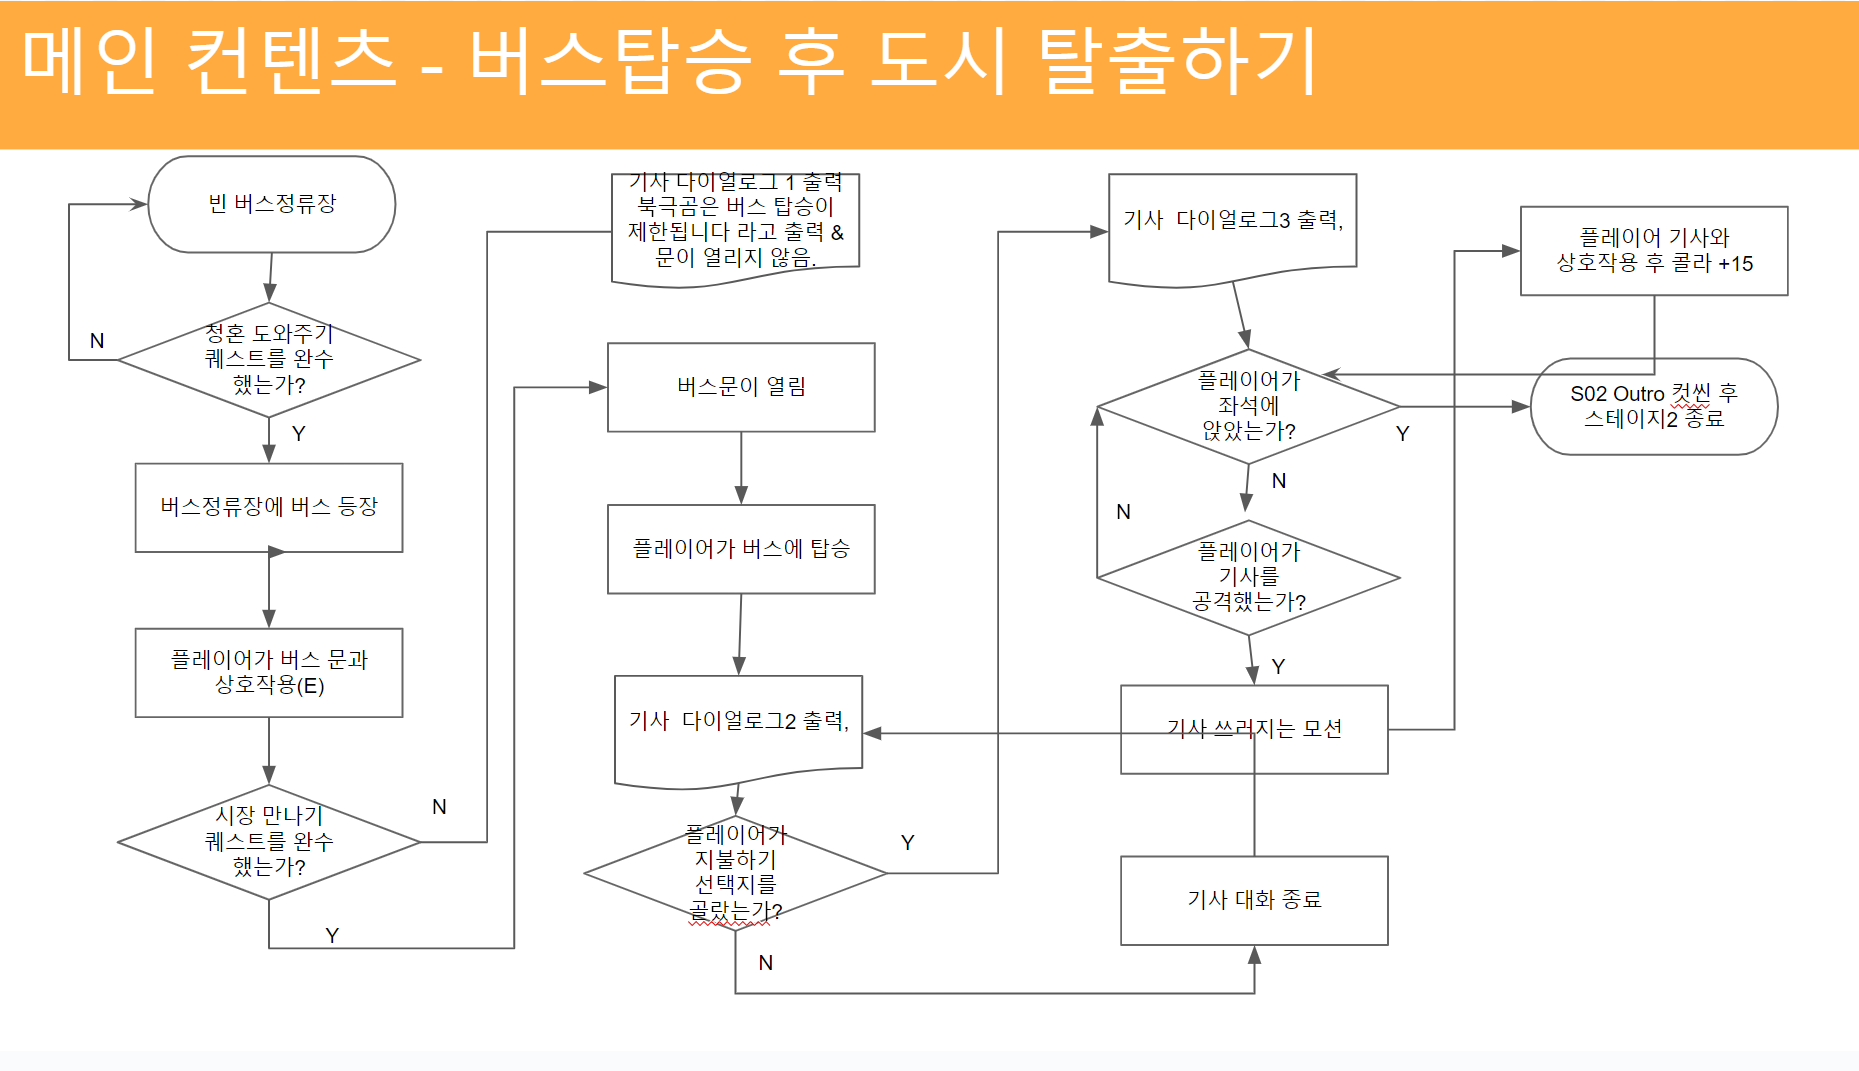 메인 컨텐츠 - 버스탑승 후 도시 탈출하기
빈 버스정류장
N
청혼 도와주기
퀘스트를 완수
했는가?
Y
버스정류장에 버스 등장
플레이어가 버스 문과
상호작용(E)
시장 만나기
퀘스트를 완수
했는가?
N
Y
기사 다이얼로그 1 출력
북극곰은 버스 탑승이
제한됩니다 라고 출력 &
문이 열리지 않음.
버스문이 열림
플레이어가 버스에 탑승
기사 다이얼로그2 출력,
플레이어가
지불하기
선택지를
골랐는가?
Y
N
기사 다이얼로그3 출력,
플레이어가
좌석에
앉았는가?
Y
N
N
플레이어가
기사를
공격했는가?
Y
기사 쓰러지는 모션
기사 대화 종료
플레이어 기사와
상호작용 후 콜라 +15
S02 Outro 컷씬 후
스테이지2 종료